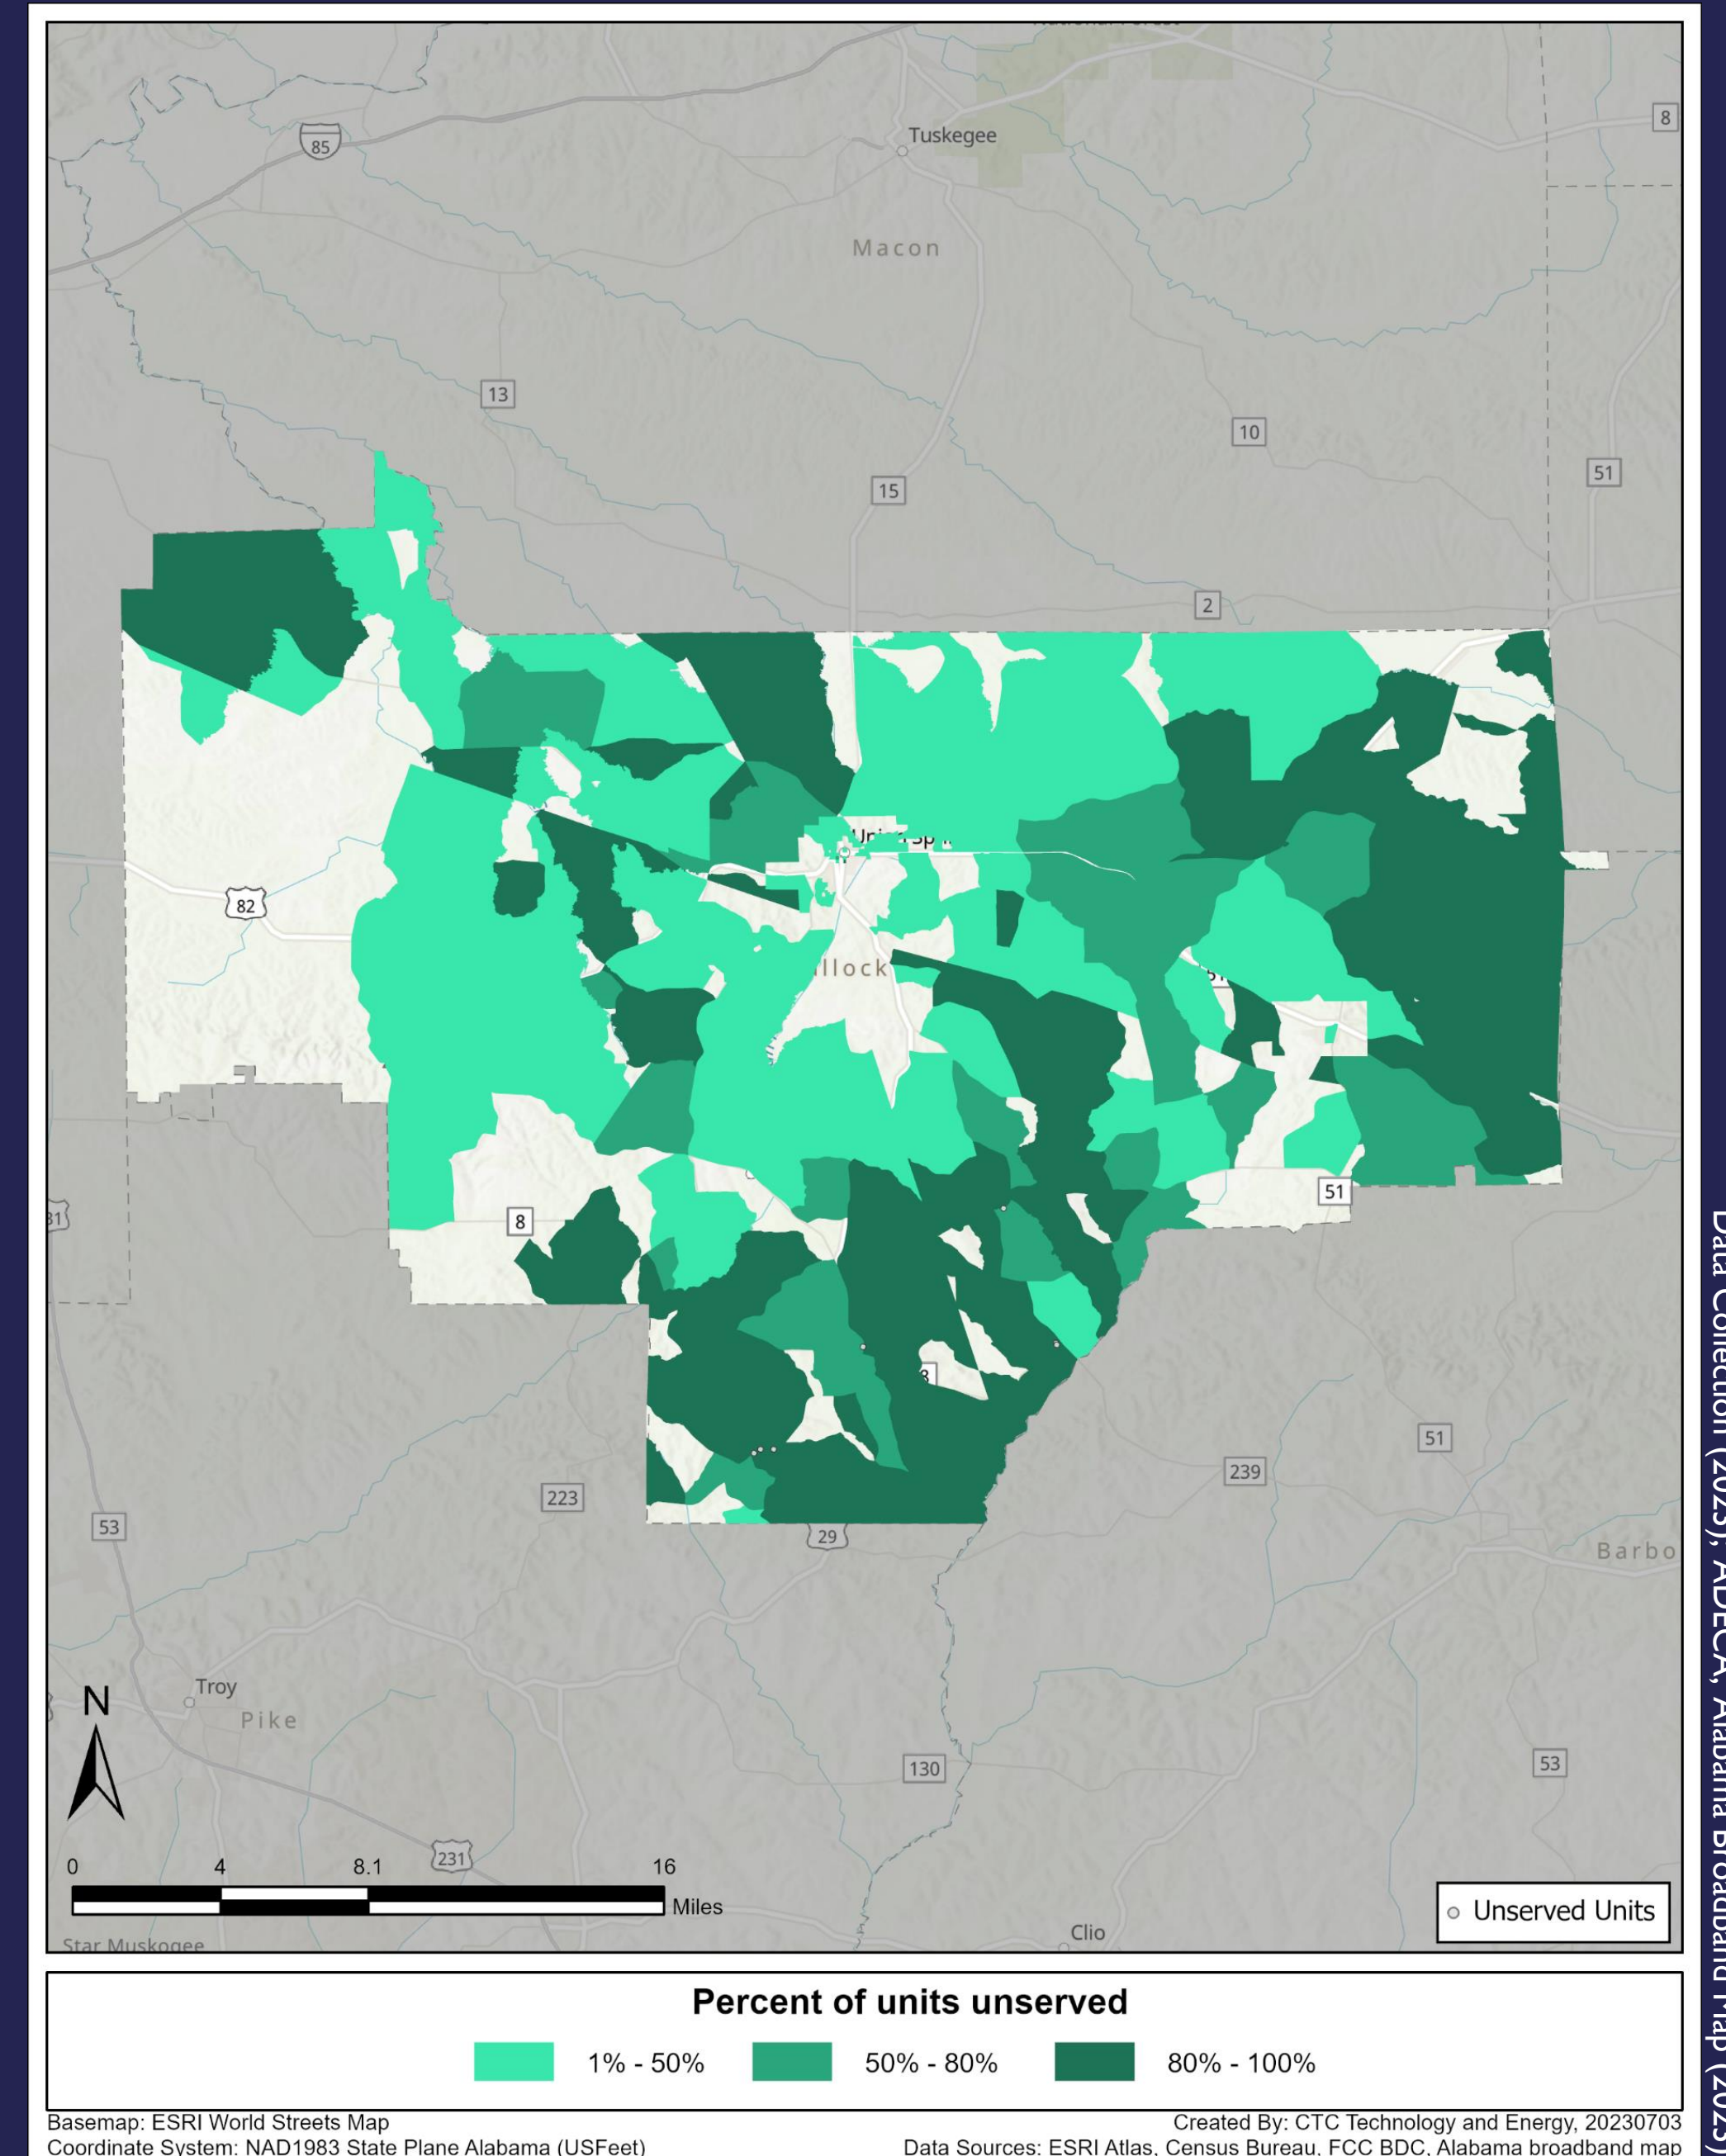 85
Tuskegee
8
Macon
13
10
51
15
2
82
llock
51
8
29
223
239
51
53
Barbo
Troy
Pike
130
53
231
0 4 8.1 16
Miles
N
Clio
Star Muskogee
Unserved Units
Percent of units unserved
1% - 50% 50% - 80% 80% - 100%
Basemap: ESRI World Streets Map
Created By: CTC Technology and Energy, 20230703
Coordinate System: NAD1983 State Plane Alabama (USFeet)
Data Sources: ESRI Atlas, Census Bureau, FCC BDC, Alabama broadband map
Data Collection (2023); ADECA, Alabama Broadband Map (2023)